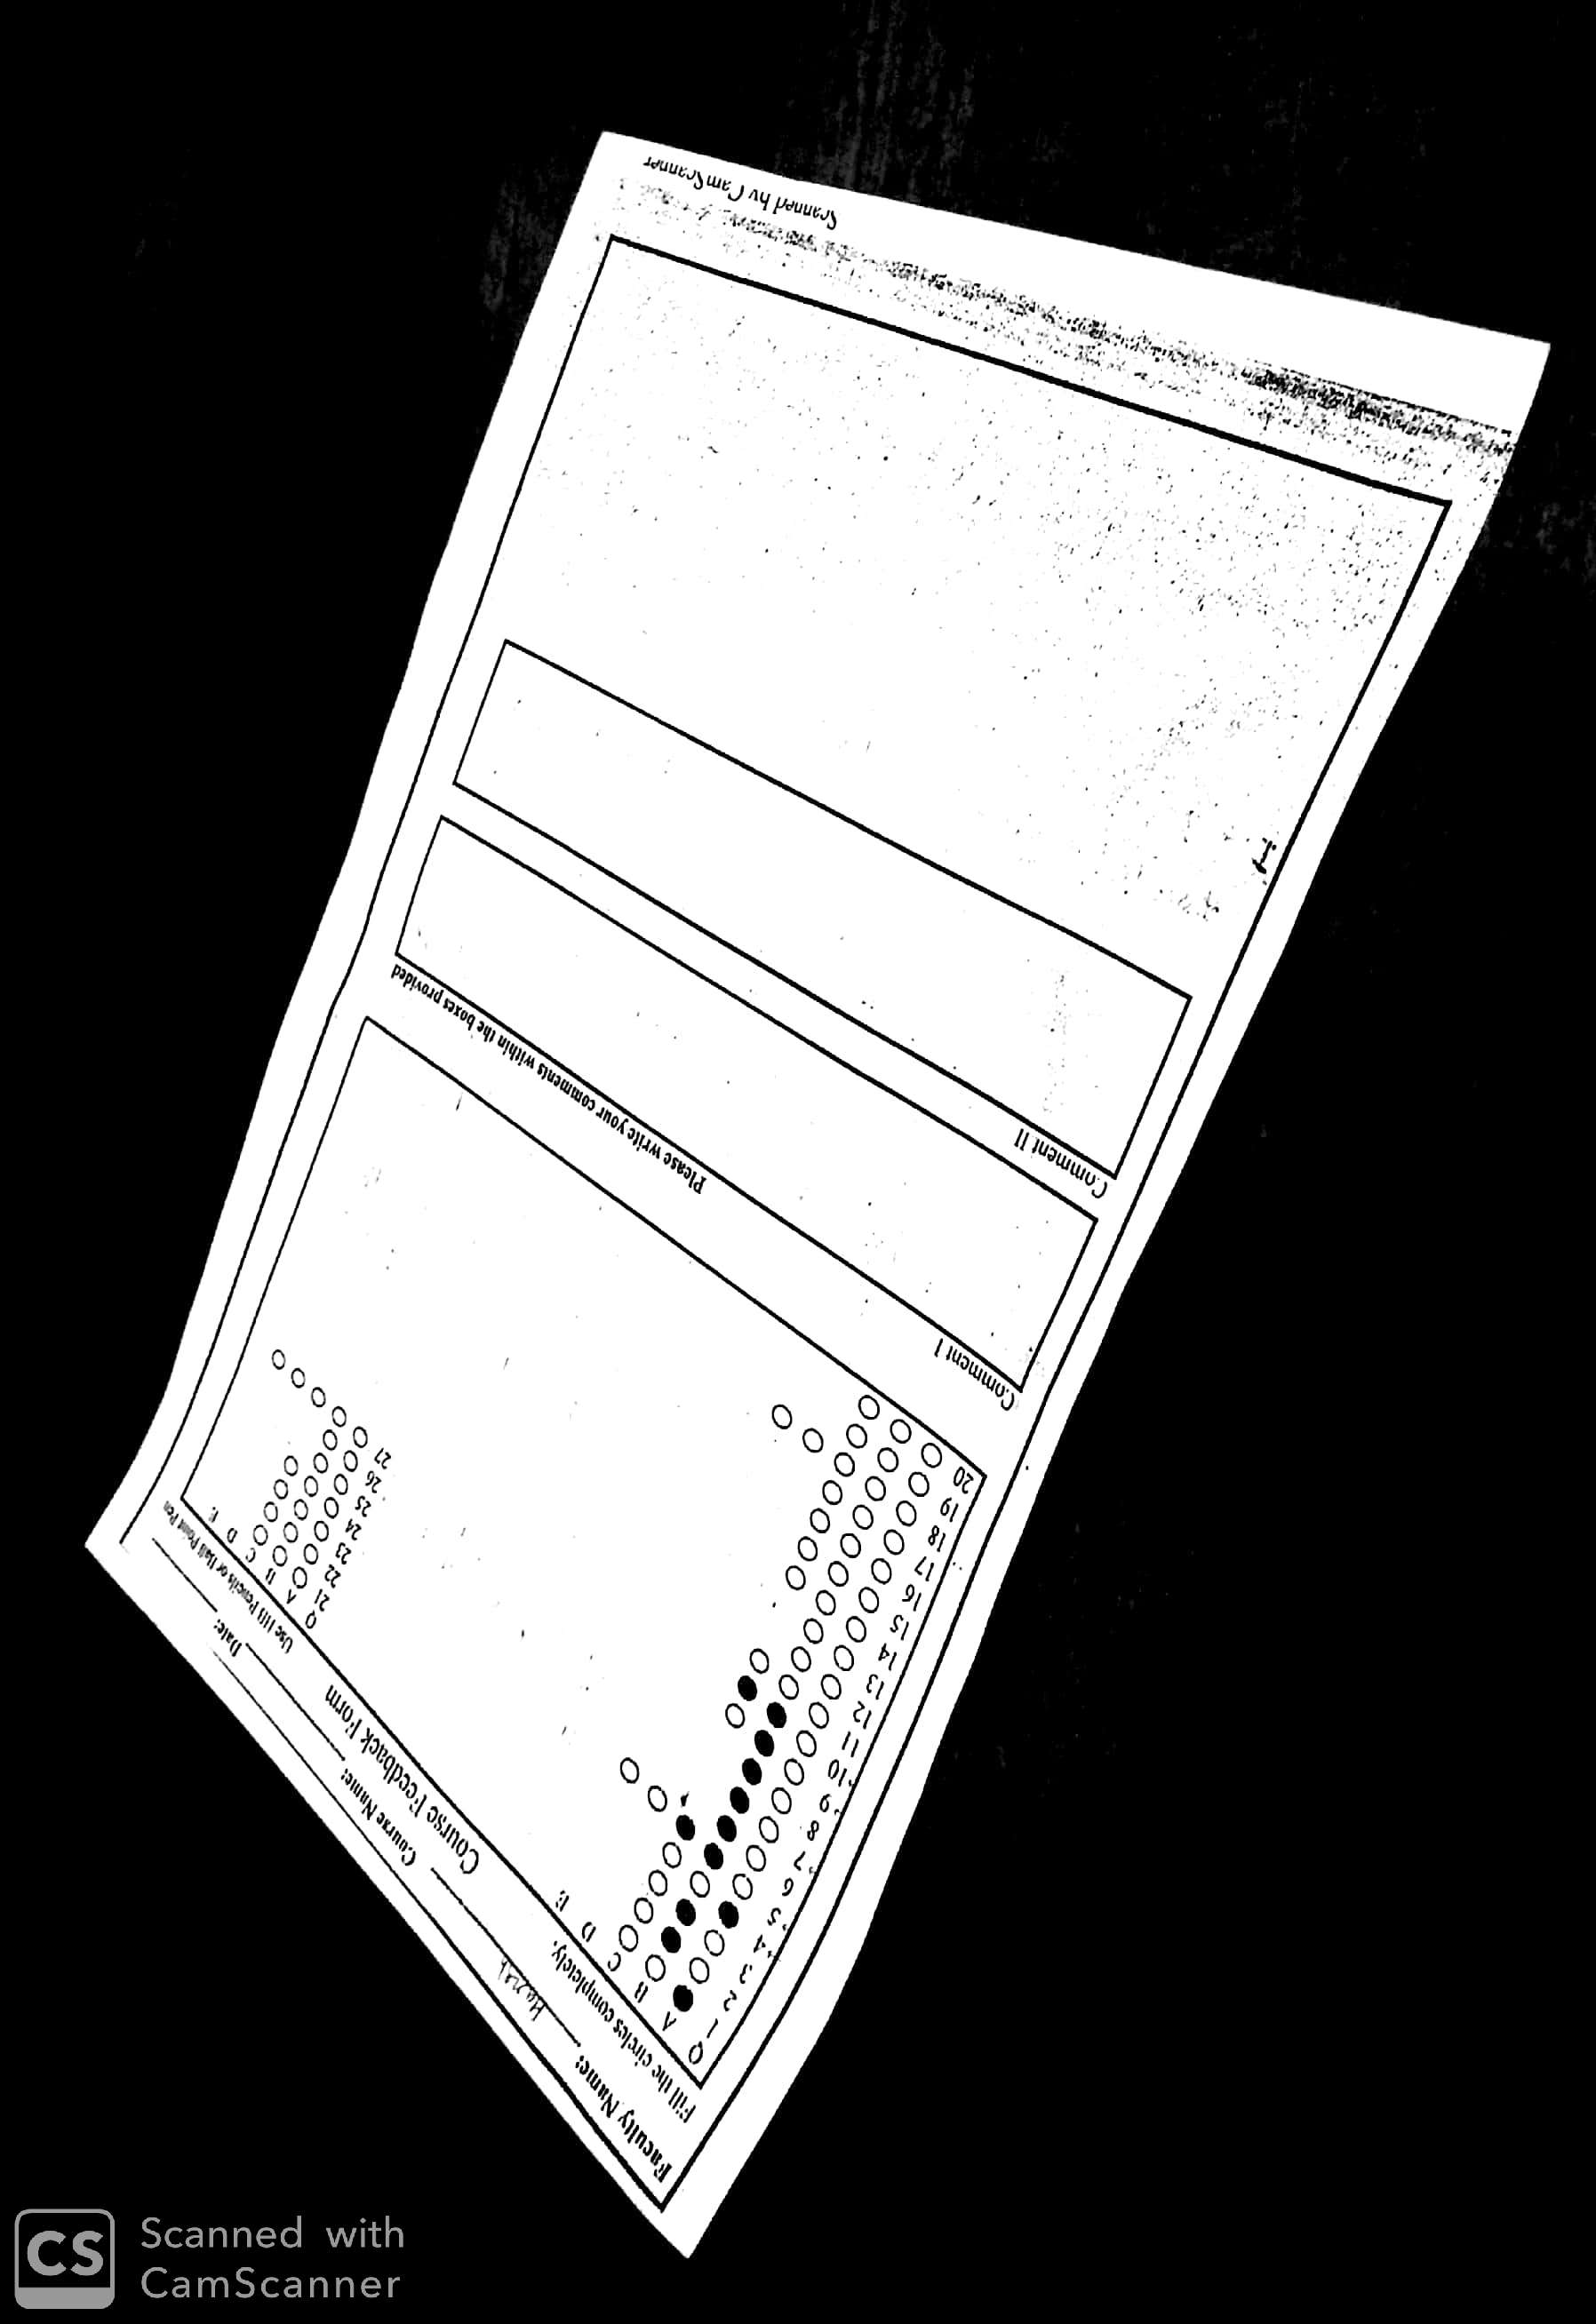 Faculty Name:
Course Name:
Date:
Course Feedback Form
Fill the circles completely.
Use HB Pencils or Ball Point Pen
Q A B C D E
1
2
3
4
5
6
7
8
9
10
11
12
13
14
15
16
17
18
19
20
Q A B C D E
21
22
23
24
25
26
27
Comment I
Please write your comments within the boxes provided
Comment II
Scanned by CamScanner
CS
Scanned with
CamScanner